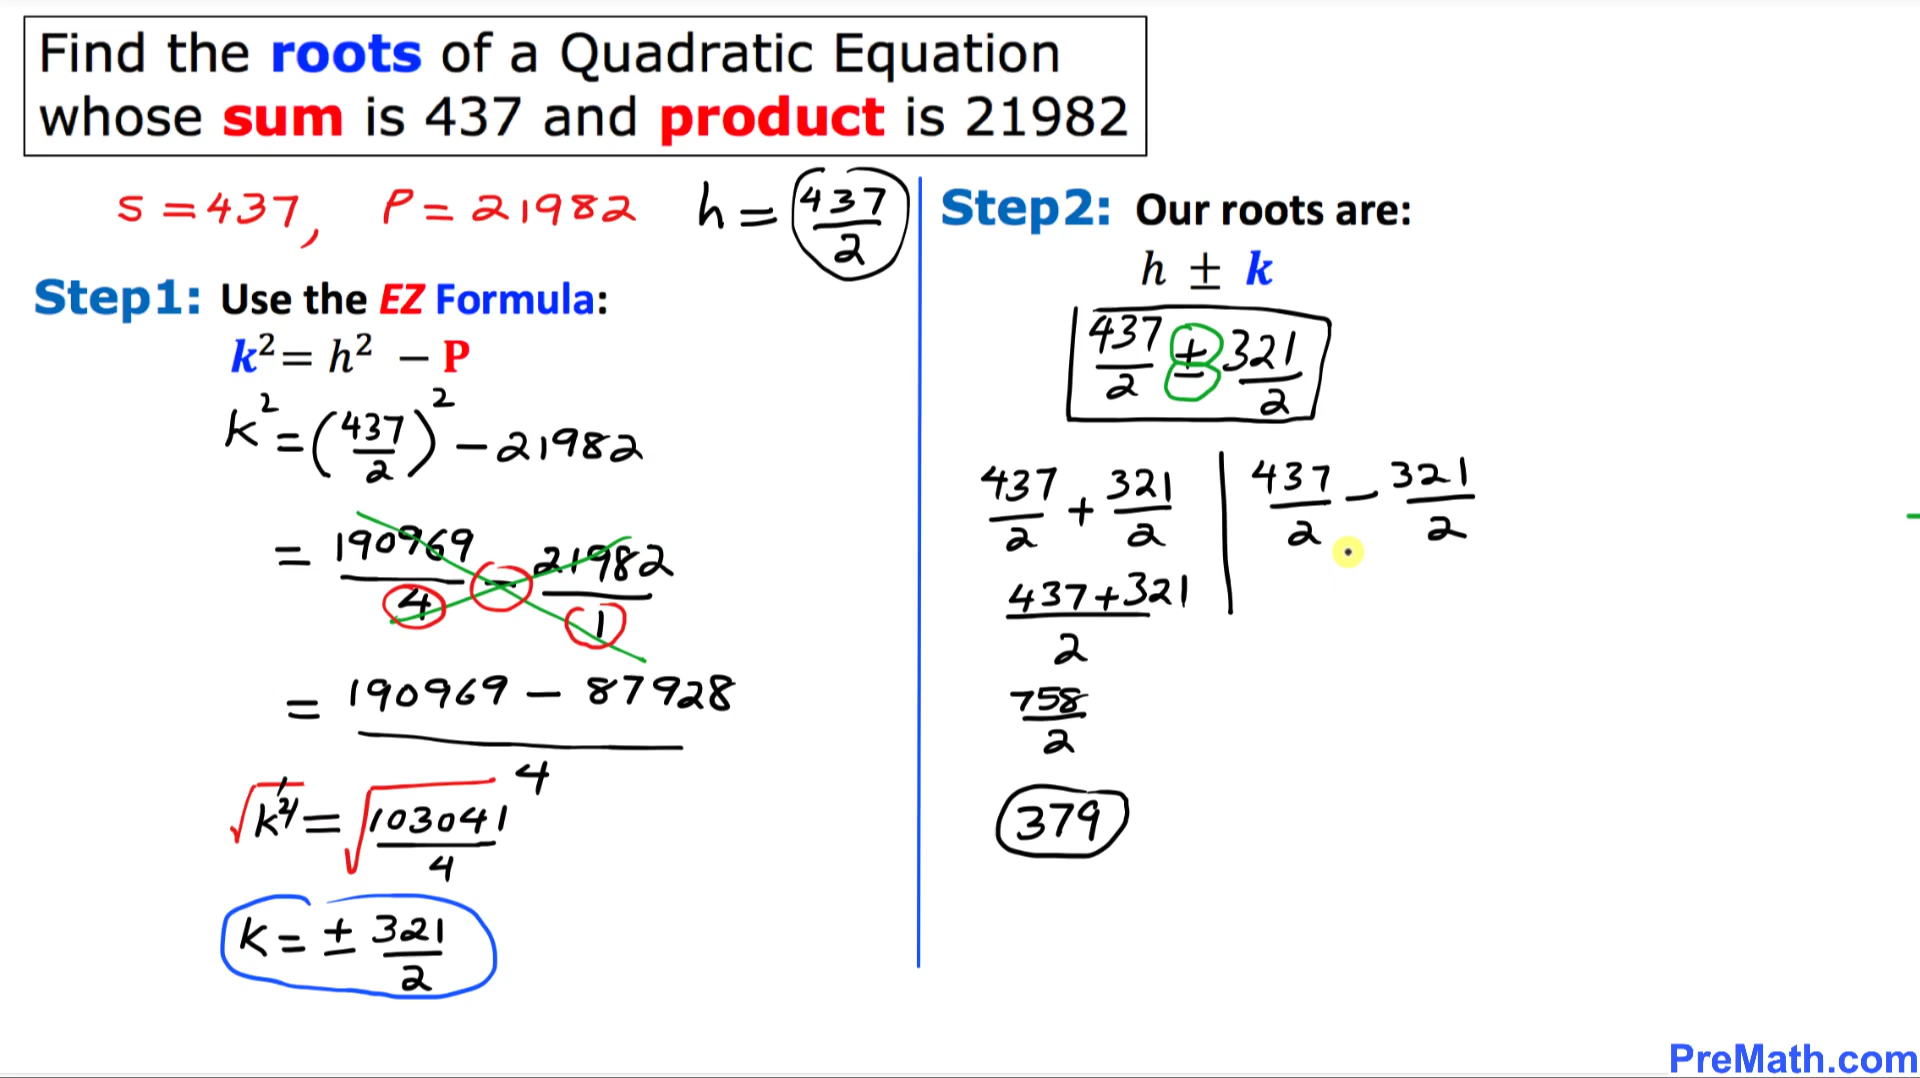 Find the roots of a Quadratic Equation
whose sum is 437 and product is 21982
s = 437, P = 21982
h = 437/2
Step1: Use the EZ Formula:
k² = h² − P
k² = (437/2)² − 21982
= 190969/4 − 21982/1
= (190969 − 87928)/4
√k² = √(103041/4)
k = ± 321/2
Step2: Our roots are:
h ± k
437/2 ± 321/2
437/2 + 321/2
(437+321)/2
758/2
379
437/2 − 321/2
PreMath.com